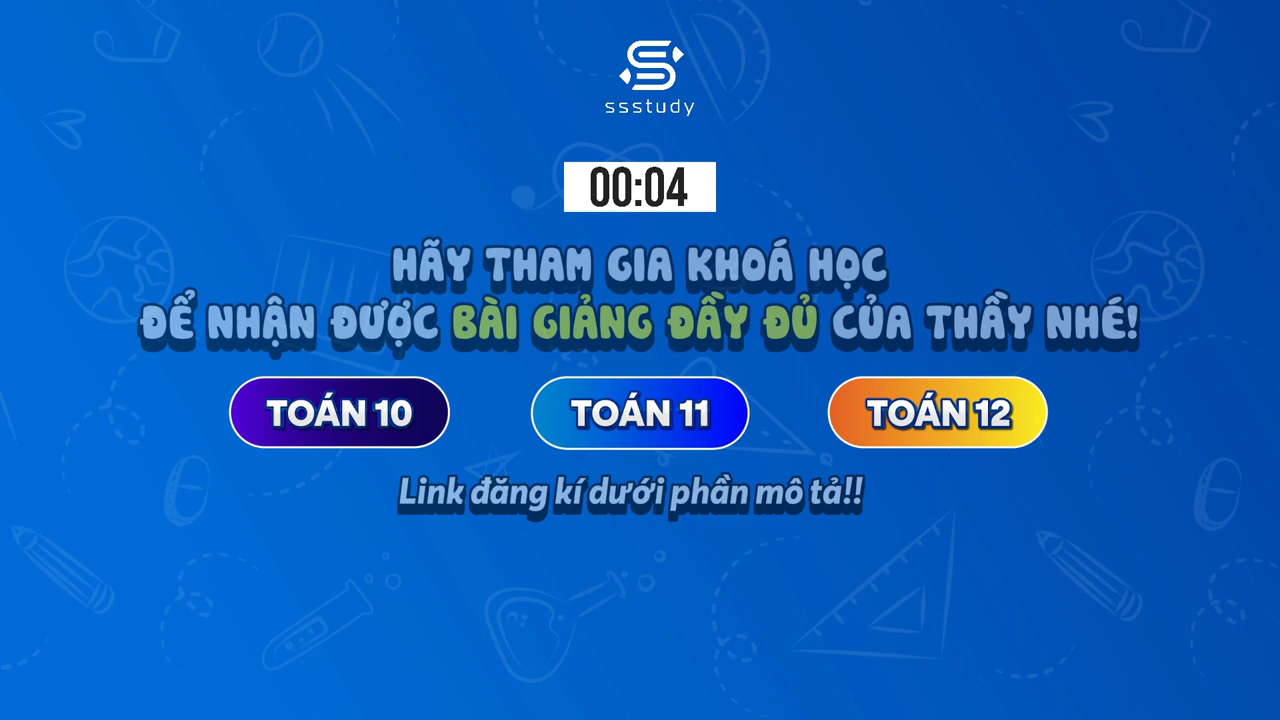 ssstudy
00:04
HÃY THAM GIA KHOÁ HỌC
ĐỂ NHẬN ĐƯỢC BÀI GIẢNG ĐẦY ĐỦ CỦA THẦY NHÉ!
TOÁN 10
TOÁN 11
TOÁN 12
Link đăng kí dưới phần mô tả!!